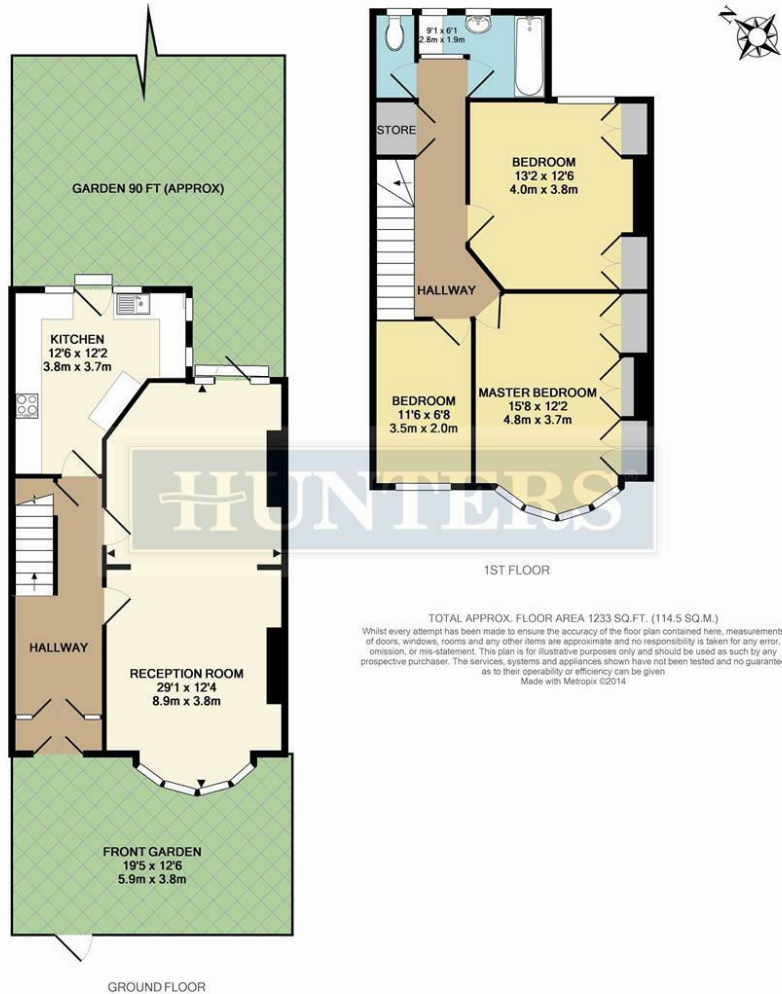 N
9'1 x 6'1
2.8m x 1.9m
STORE
BEDROOM
13'2 x 12'6
4.0m x 3.8m
GARDEN 90 FT (APPROX)
HALLWAY
KITCHEN
12'6 x 12'2
3.8m x 3.7m
BEDROOM
11'6 x 6'8
3.5m x 2.0m
MASTER BEDROOM
15'8 x 12'2
4.8m x 3.7m
HUNTERS®
1ST FLOOR
HALLWAY
RECEPTION ROOM
29'1 x 12'4
8.9m x 3.8m
TOTAL APPROX. FLOOR AREA 1233 SQ.FT. (114.5 SQ.M.)
Whilst every attempt has been made to ensure the accuracy of the floor plan contained here, measurements
of doors, windows, rooms and any other items are approximate and no responsibility is taken for any error,
omission, or mis-statement. This plan is for illustrative purposes only and should be used as such by any
prospective purchaser. The services, systems and appliances shown have not been tested and no guarantee
as to their operability or efficiency can be given
Made with Metropix ©2014
FRONT GARDEN
19'5 x 12'6
5.9m x 3.8m
GROUND FLOOR